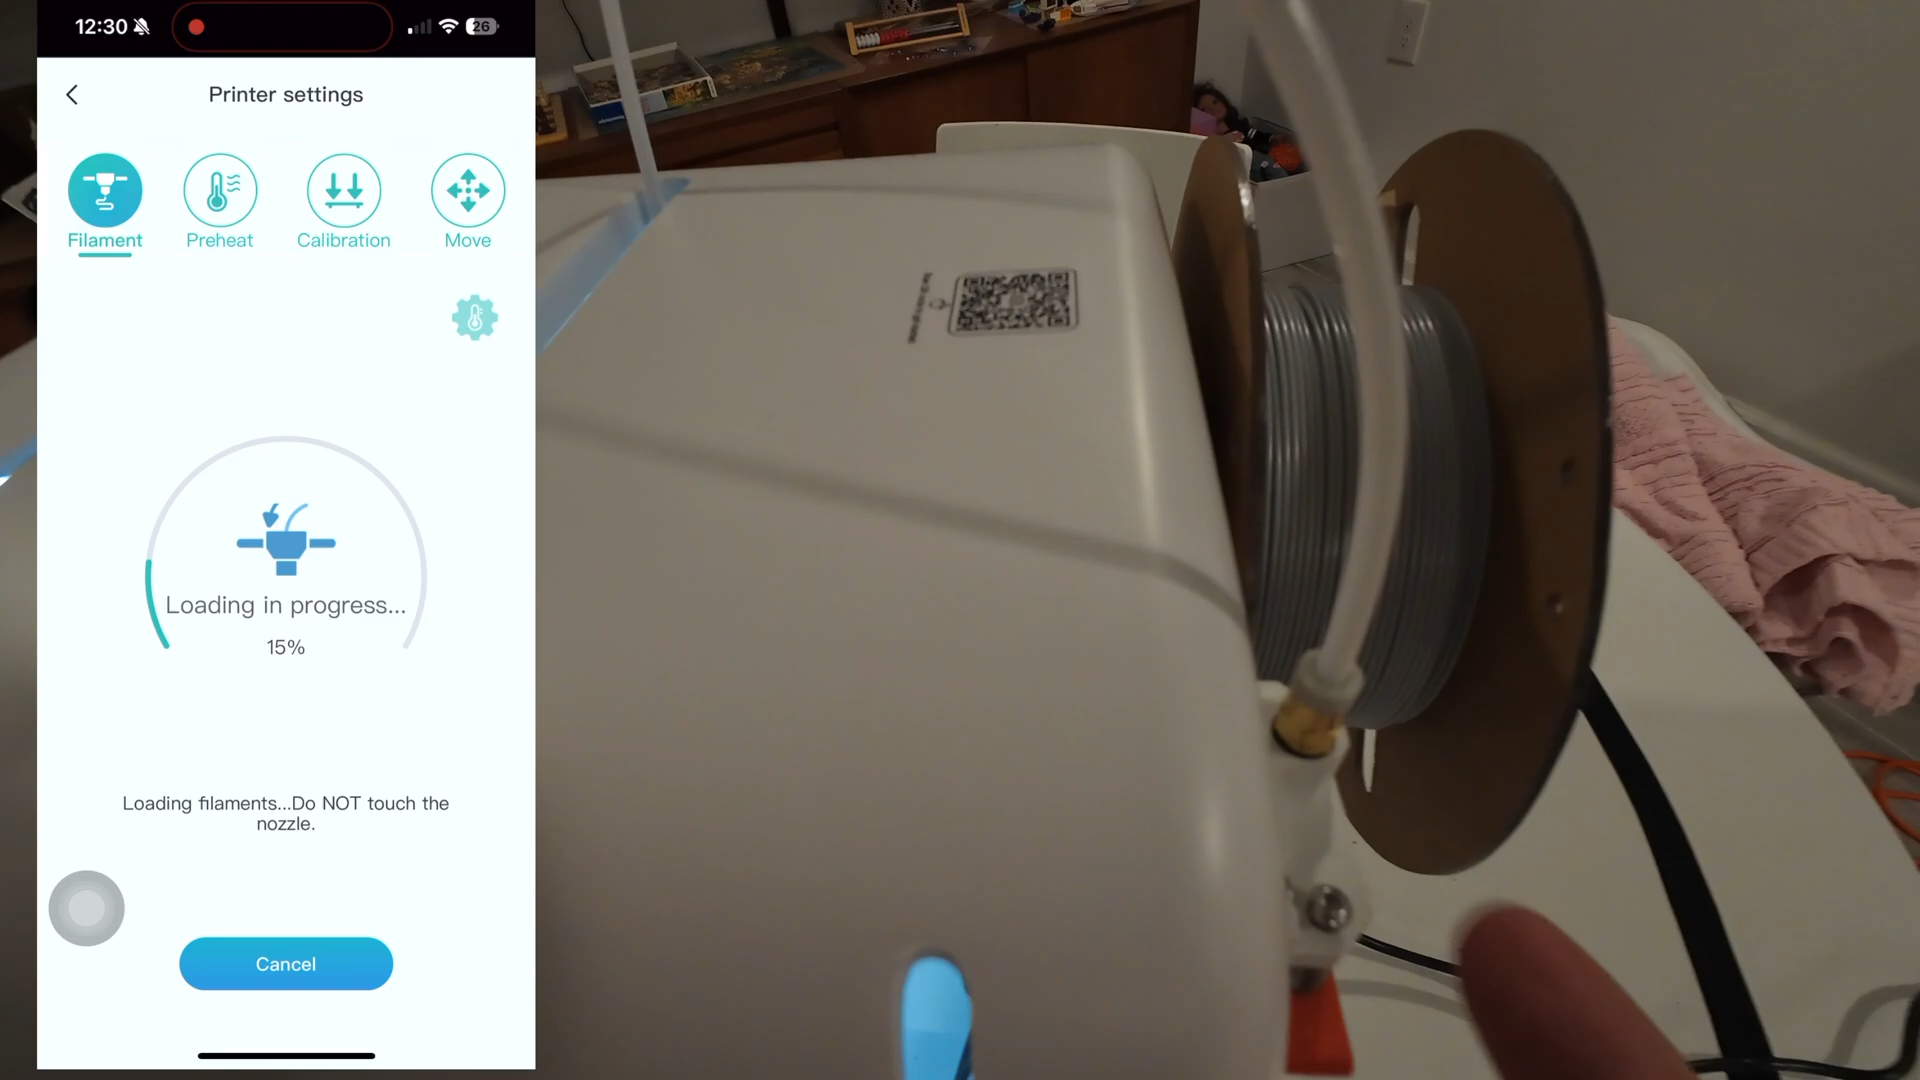 12:30
26
Printer settings
Filament
Preheat
Calibration
Move
Loading in progress...
15%
Loading filaments...Do NOT touch the
nozzle.
Cancel